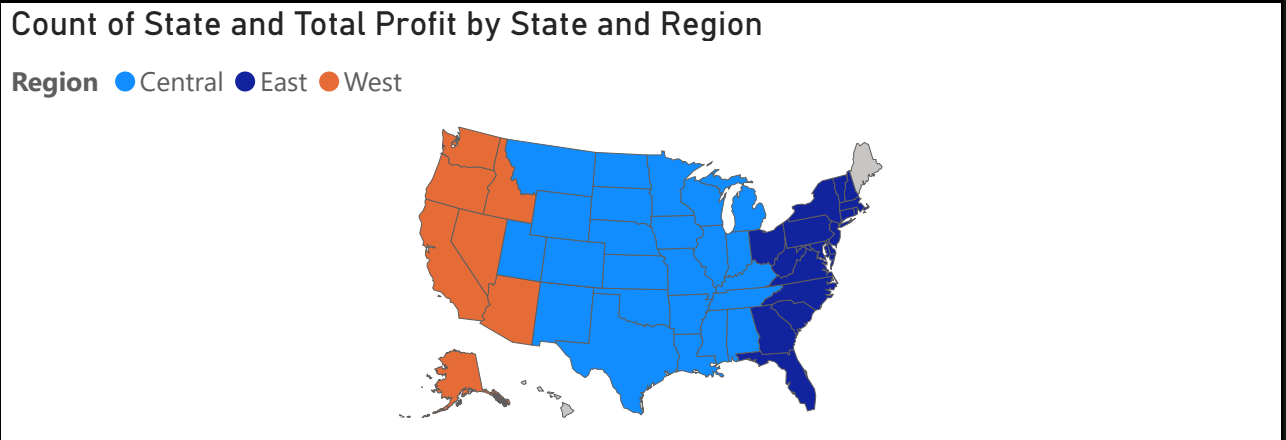 Count of State and Total Profit by State and Region
Region Central East West